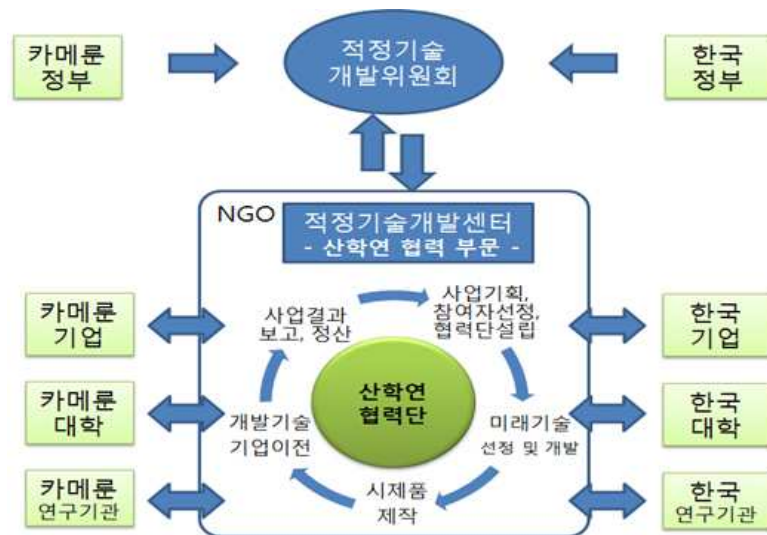 카메룬
정부
적정기술
개발위원회
한국
정부
NGO
적정기술개발센터
- 산학연 협력 부문 -
카메룬
기업
사업결과
보고, 정산
사업기획,
참여자선정,
협력단설립
한국
기업
카메룬
대학
개발기술
기업이전
산학연
협력단
미래기술
선정 및 개발
한국
대학
카메룬
연구기관
시제품
제작
한국
연구기관